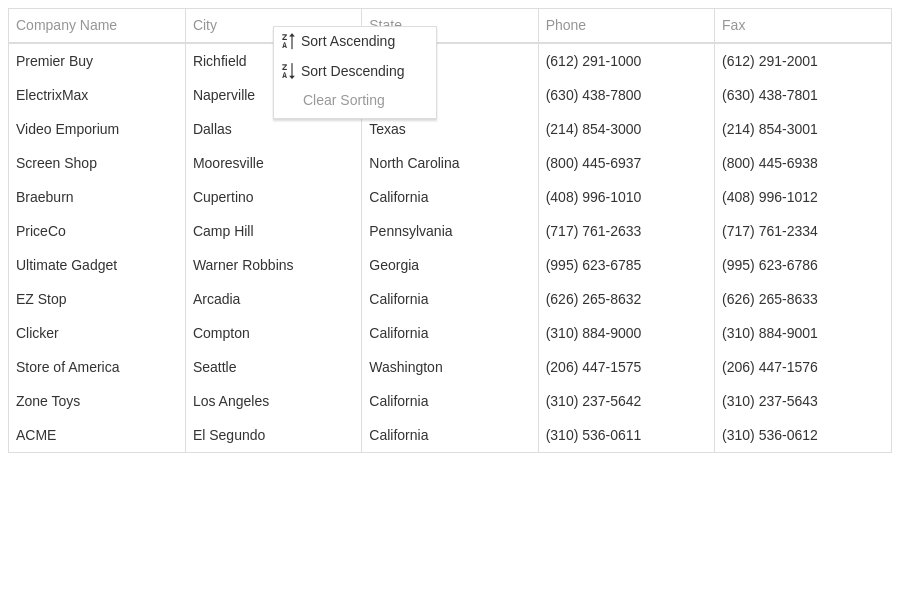 Company Name City State Phone Fax
Sort Ascending
Sort Descending
Clear Sorting
Premier Buy Richfield (612) 291-1000 (612) 291-2001
ElectrixMax Naperville (630) 438-7800 (630) 438-7801
Video Emporium Dallas Texas (214) 854-3000 (214) 854-3001
Screen Shop Mooresville North Carolina (800) 445-6937 (800) 445-6938
Braeburn Cupertino California (408) 996-1010 (408) 996-1012
PriceCo Camp Hill Pennsylvania (717) 761-2633 (717) 761-2334
Ultimate Gadget Warner Robbins Georgia (995) 623-6785 (995) 623-6786
EZ Stop Arcadia California (626) 265-8632 (626) 265-8633
Clicker Compton California (310) 884-9000 (310) 884-9001
Store of America Seattle Washington (206) 447-1575 (206) 447-1576
Zone Toys Los Angeles California (310) 237-5642 (310) 237-5643
ACME El Segundo California (310) 536-0611 (310) 536-0612